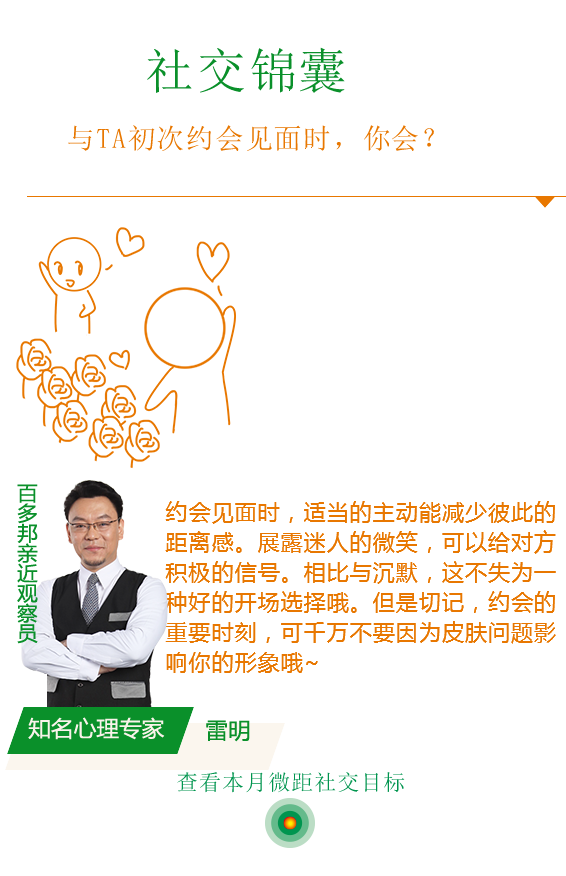 社交锦囊
与TA初次约会见面时，你会？
百多邦亲近观察员
约会见面时，适当的主动能减少彼此的
距离感。展露迷人的微笑，可以给对方
积极的信号。相比与沉默，这不失为一
种好的开场选择哦。但是切记，约会的
重要时刻，可千万不要因为皮肤问题影
响你的形象哦~
知名心理专家 雷明
查看本月微距社交目标